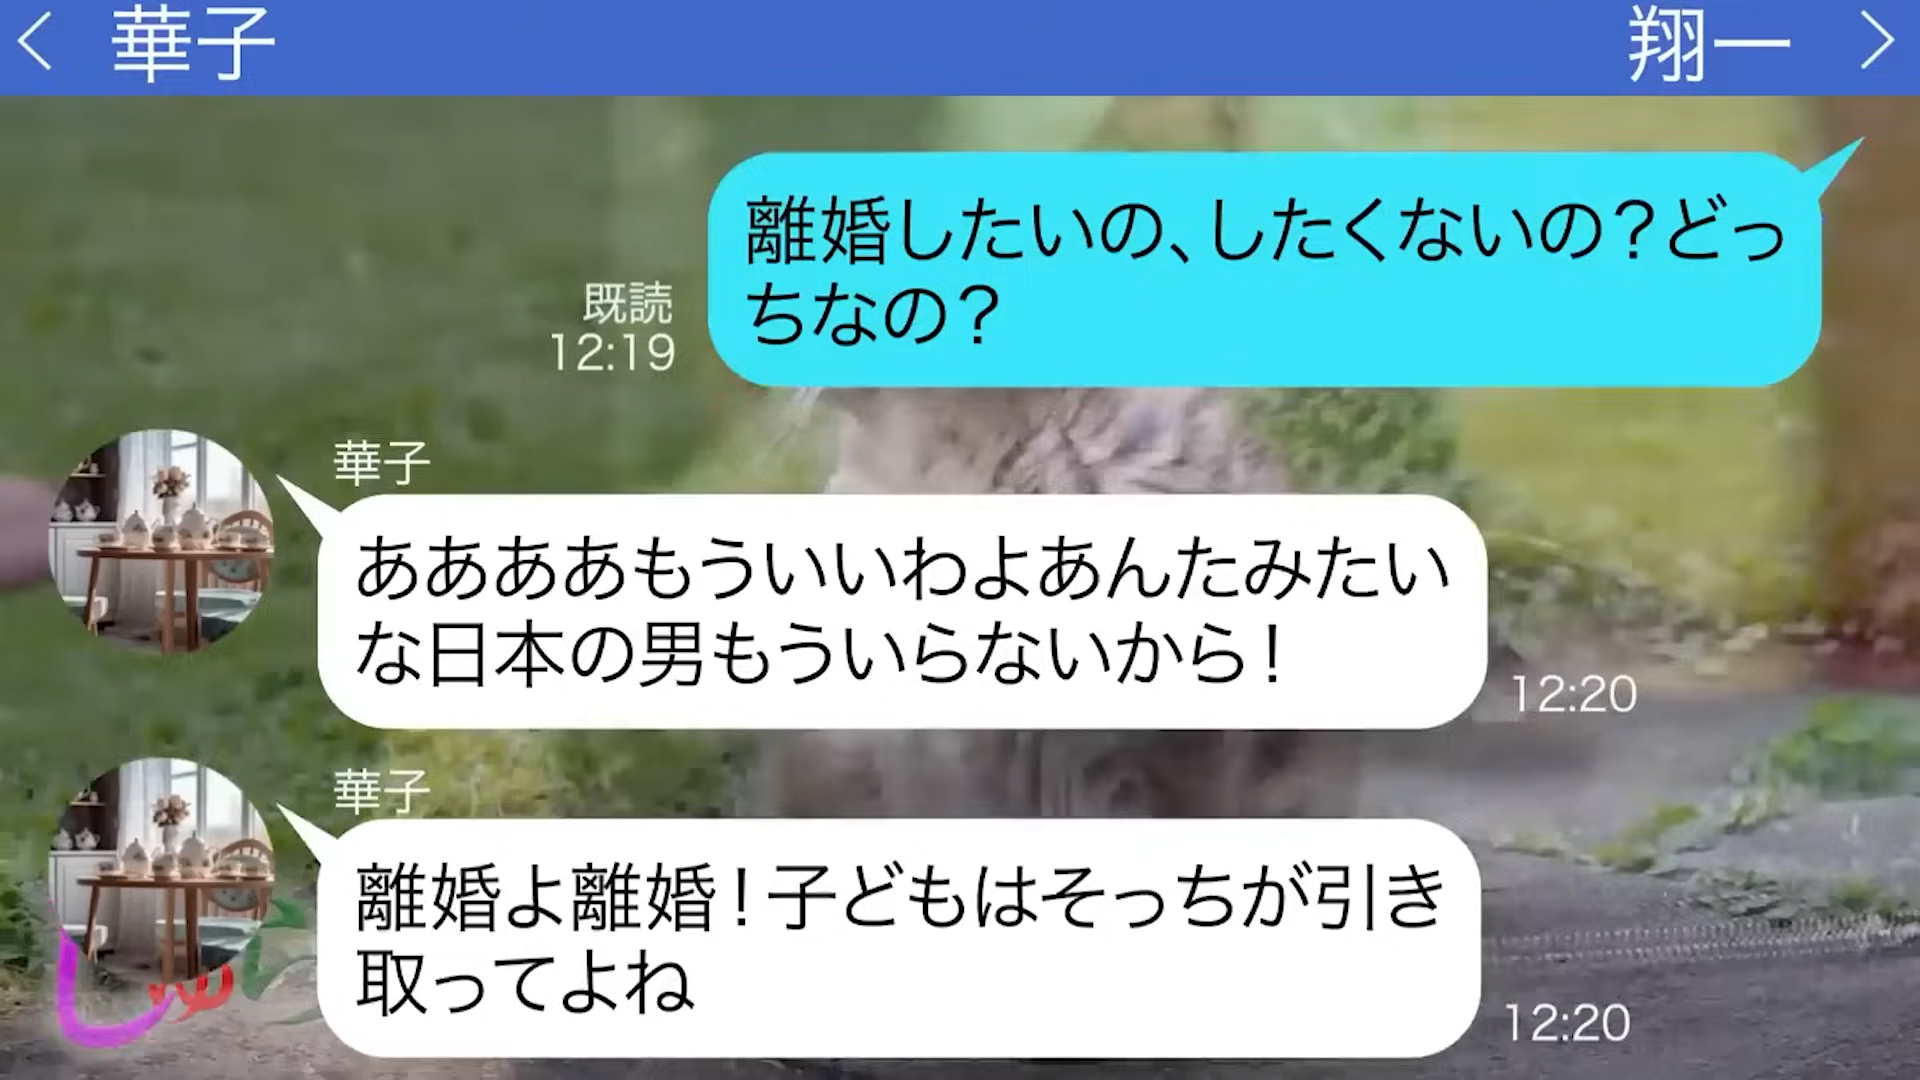 華子
翔一
離婚したいの、したくないの？どっ
ちなの？
既読
12:19
華子
ああああもういいわよあんたみたい
な日本の男もういらないから！
12:20
華子
離婚よ離婚！子どもはそっちが引き
取ってよね
12:20